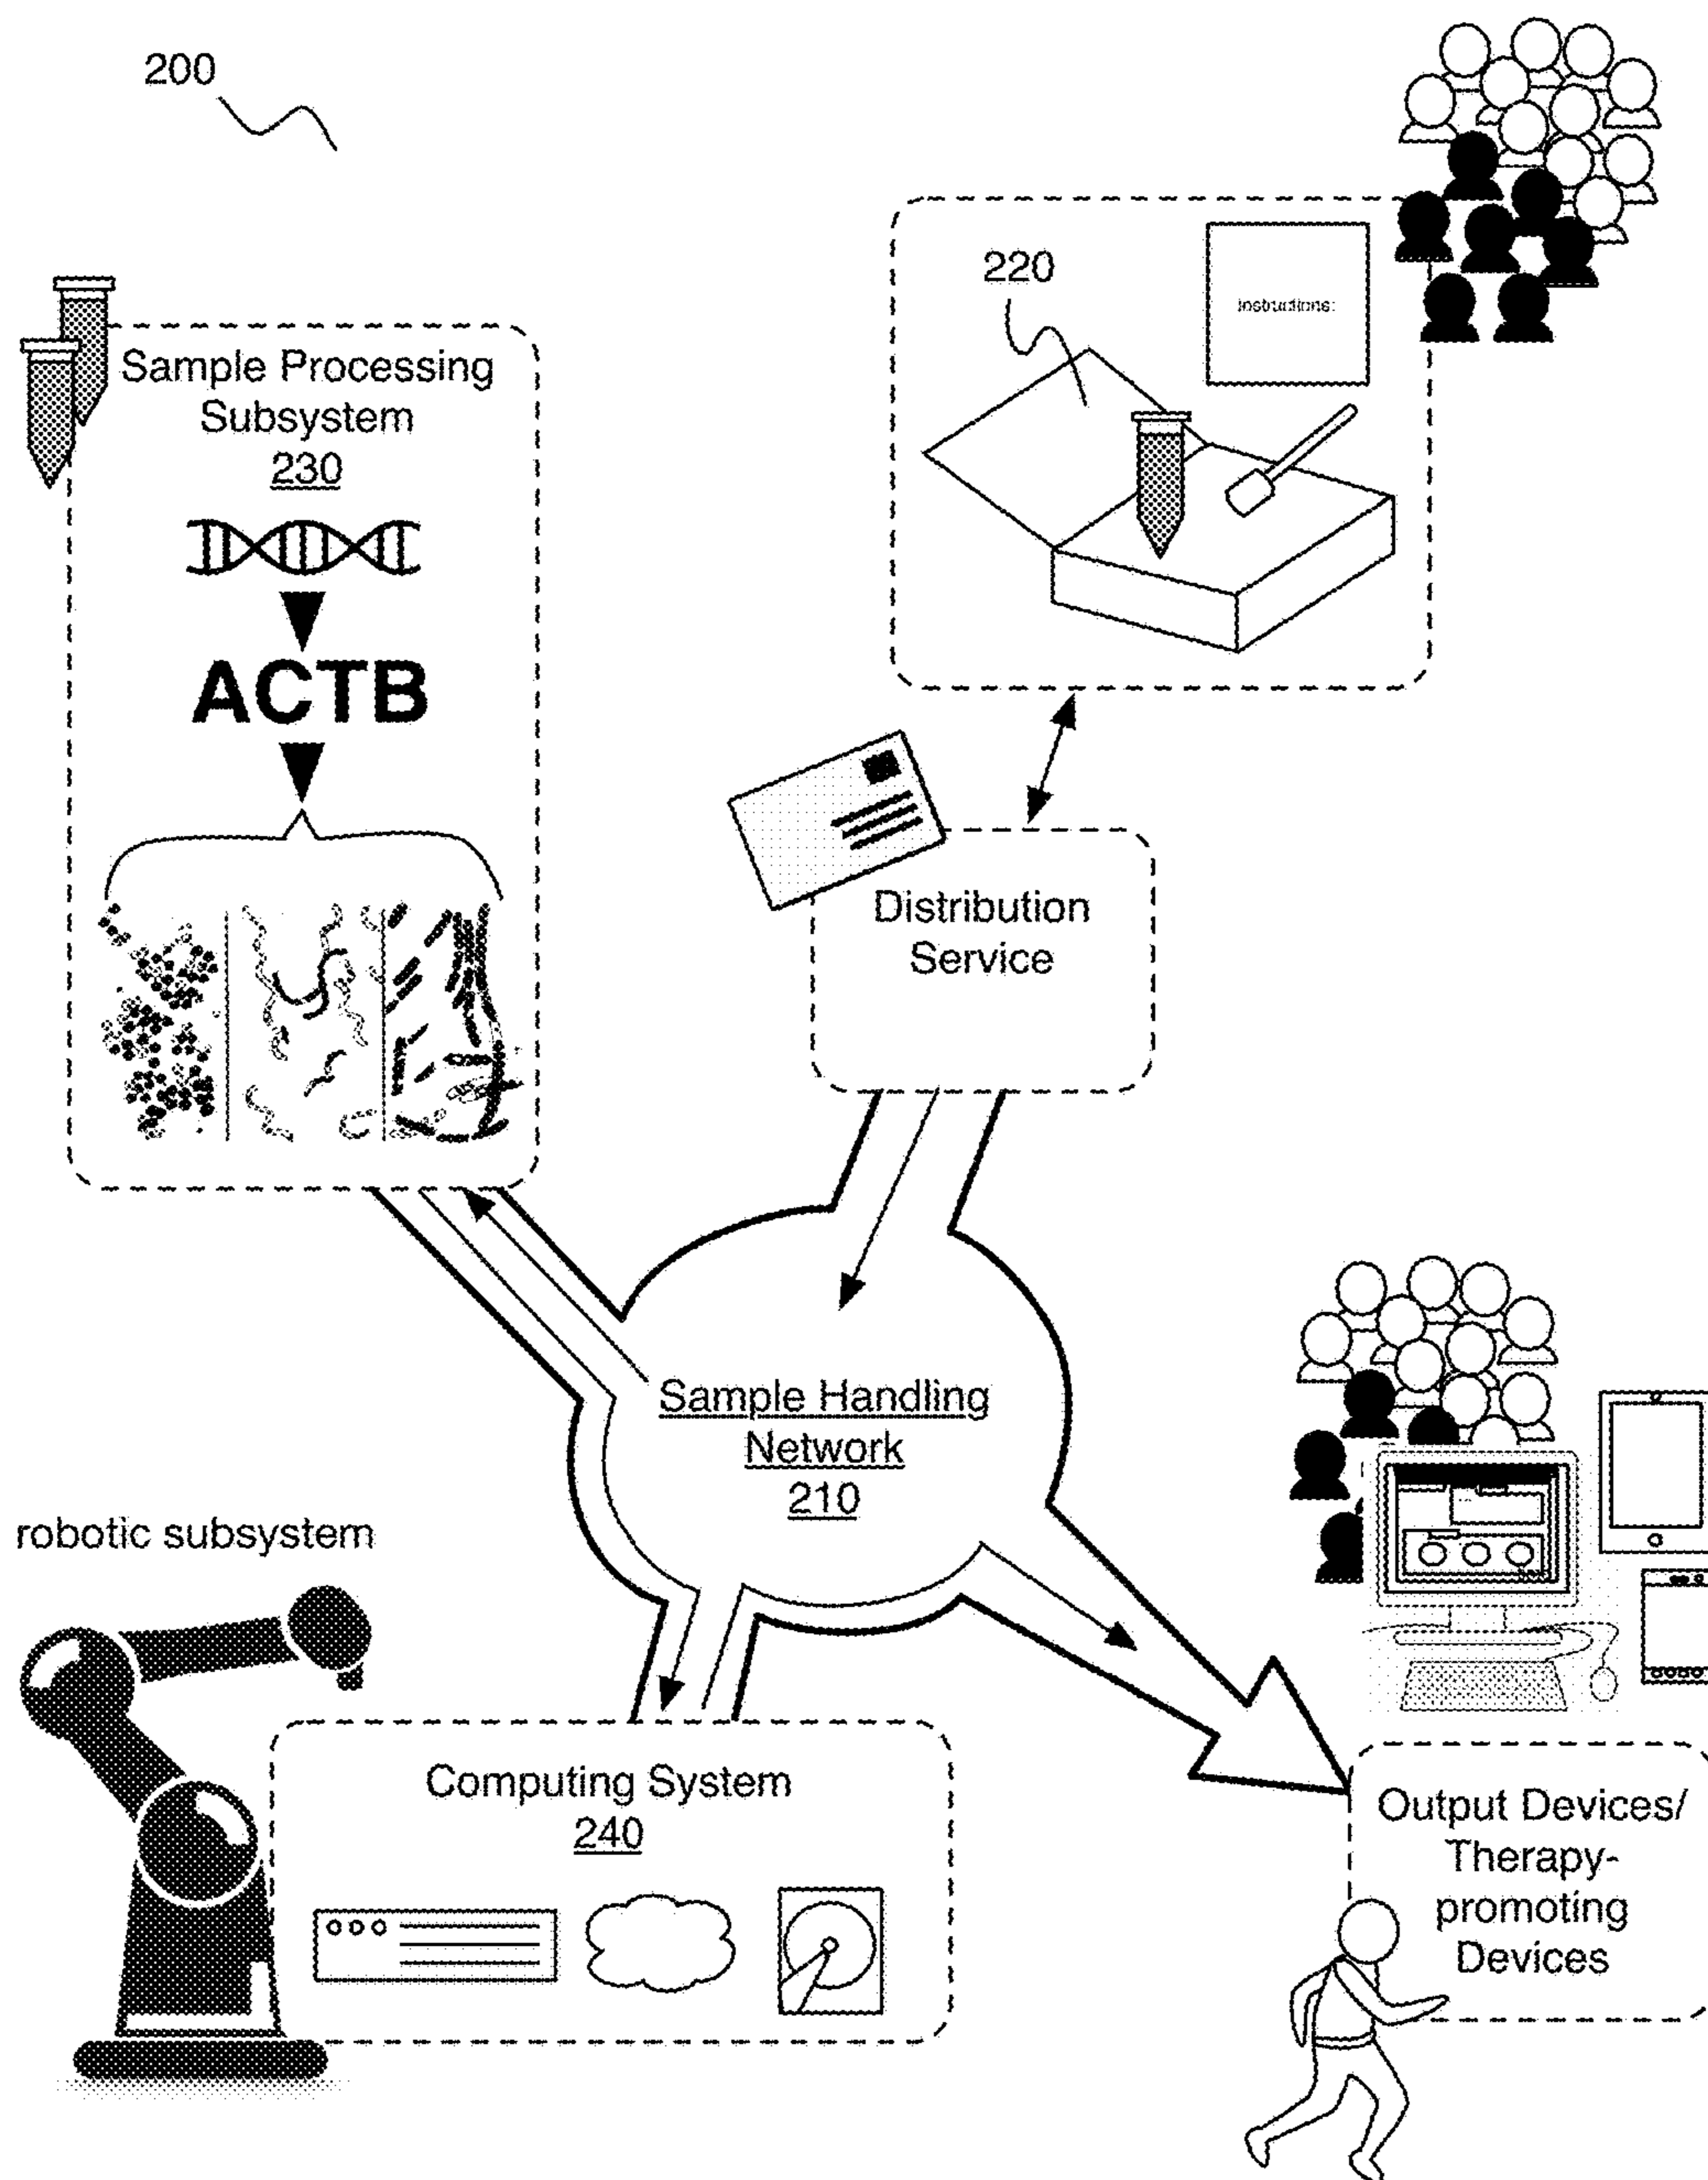 200
220
Instructions:
Sample Processing
Subsystem
230
ACTB
Distribution
Service
Sample Handling
Network
210
robotic subsystem
Computing System
240
Output Devices/
Therapy-
promoting
Devices